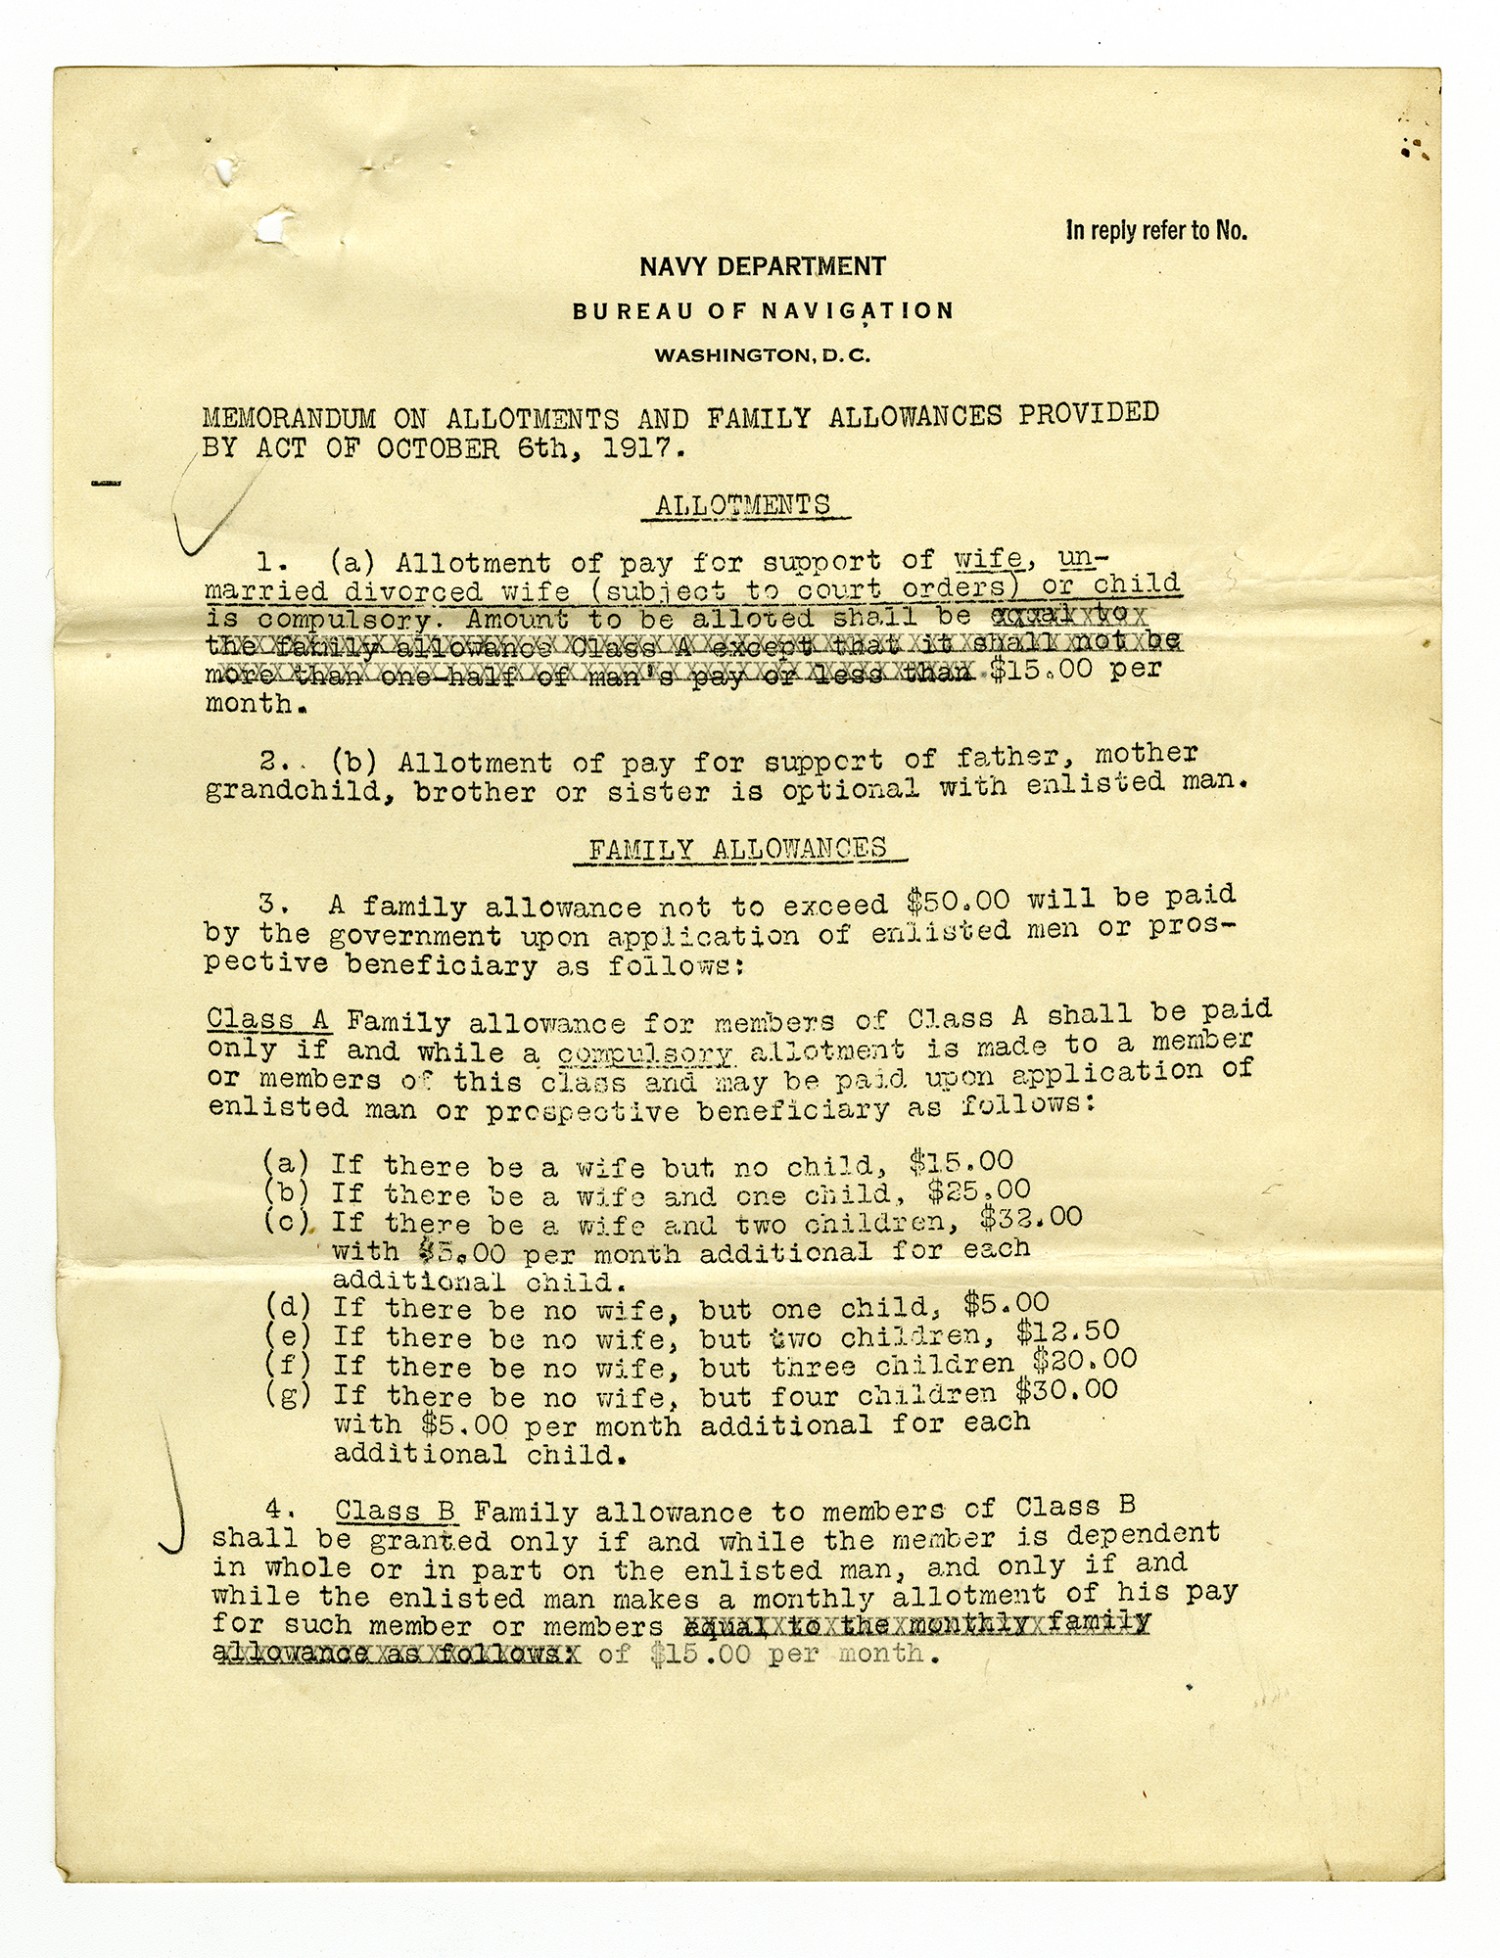 In reply refer to No.
NAVY DEPARTMENT
BUREAU OF NAVIGATION
WASHINGTON, D. C.
MEMORANDUM ON ALLOTMENTS AND FAMILY ALLOWANCES PROVIDED
BY ACT OF OCTOBER 6th, 1917.
ALLOTMENTS
1. (a) Allotment of pay for support of wife, un-
married divorced wife (subject to court orders) or child
is compulsory. Amount to be alloted shall be equal to
the family allowance Class A except that it shall not be
more than one-half of man's pay or less than $15.00 per
month.
2. (b) Allotment of pay for support of father, mother
grandchild, brother or sister is optional with enlisted man.
FAMILY ALLOWANCES
3. A family allowance not to exceed $50.00 will be paid
by the government upon application of enlisted men or pros-
pective beneficiary as follows:
Class A Family allowance for members of Class A shall be paid
only if and while a compulsory allotment is made to a member
or members of this class and may be paid upon application of
enlisted man or prospective beneficiary as follows:
(a) If there be a wife but no child, $15.00
(b) If there be a wife and one child, $25.00
(c) If there be a wife and two children, $32.00
with $5.00 per month additional for each
additional child.
(d) If there be no wife, but one child, $5.00
(e) If there be no wife, but two children, $12.50
(f) If there be no wife, but three children $20.00
(g) If there be no wife, but four children $30.00
with $5.00 per month additional for each
additional child.
4. Class B Family allowance to members of Class B
shall be granted only if and while the member is dependent
in whole or in part on the enlisted man, and only if and
while the enlisted man makes a monthly allotment of his pay
for such member or members equal to the monthly family
allowance as follows: of $15.00 per month.